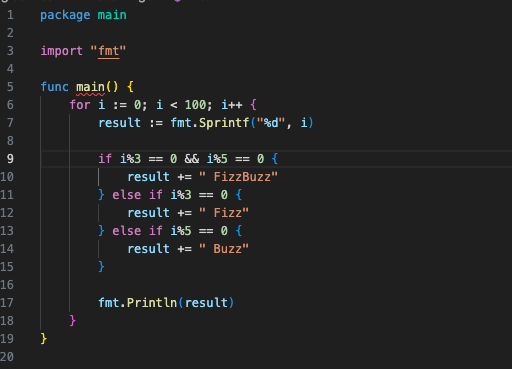 1 package main
2
3 import "fmt"
4
5 func main() {
6     for i := 0; i < 100; i++ {
7         result := fmt.Sprintf("%d", i)
8
9         if i%3 == 0 && i%5 == 0 {
10             result += " FizzBuzz"
11         } else if i%3 == 0 {
12             result += " Fizz"
13         } else if i%5 == 0 {
14             result += " Buzz"
15         }
16
17         fmt.Println(result)
18     }
19 }
20